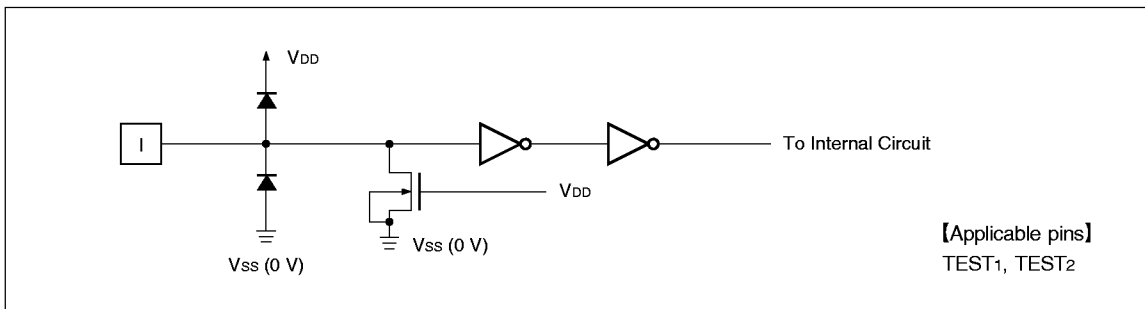 VDD
I
To Internal Circuit
VDD
VSS (0 V)
VSS (0 V)
【Applicable pins】
TEST1, TEST2